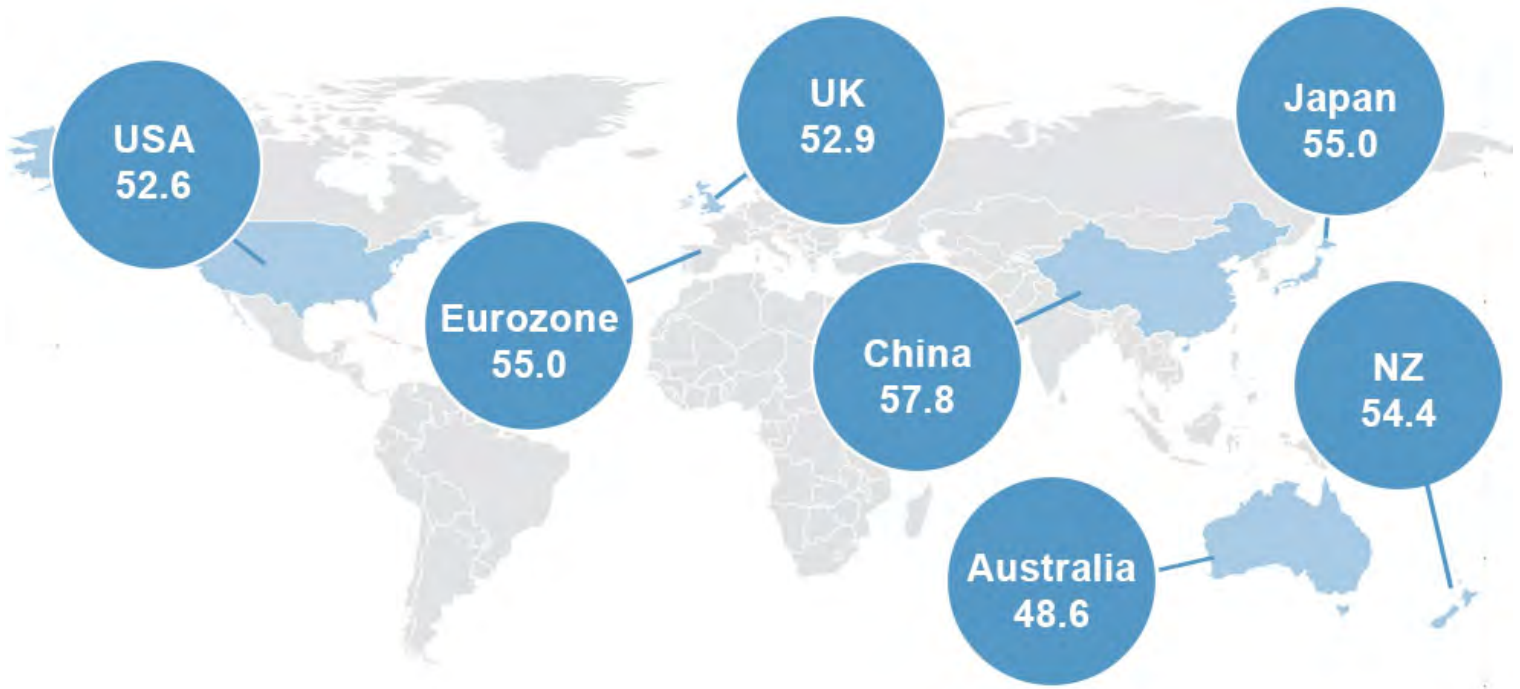 USA
52.6
UK
52.9
Japan
55.0
Eurozone
55.0
China
57.8
NZ
54.4
Australia
48.6